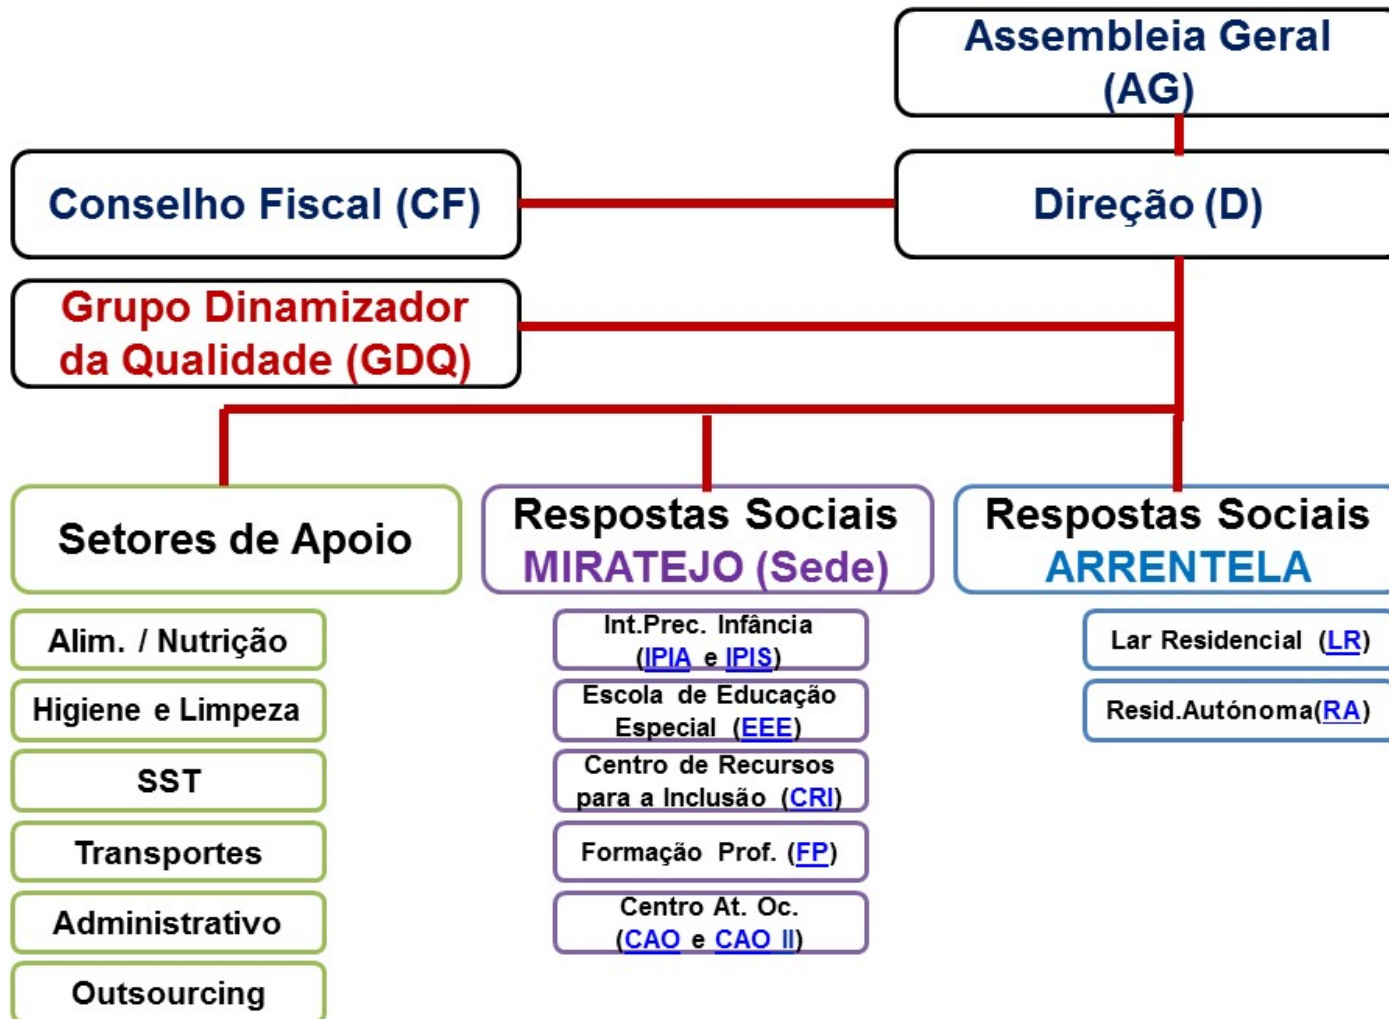 Assembleia Geral
(AG)
Conselho Fiscal (CF)
Direção (D)
Grupo Dinamizador
da Qualidade (GDQ)
Setores de Apoio
Alim. / Nutrição
Higiene e Limpeza
SST
Transportes
Administrativo
Outsourcing
Respostas Sociais
MIRATEJO (Sede)
Int.Prec. Infância
(IPIA e IPIS)
Escola de Educação
Especial (EEE)
Centro de Recursos
para a Inclusão (CRI)
Formação Prof. (FP)
Centro At. Oc.
(CAO e CAO II)
Respostas Sociais
ARRENTELA
Lar Residencial (LR)
Resid.Autónoma(RA)